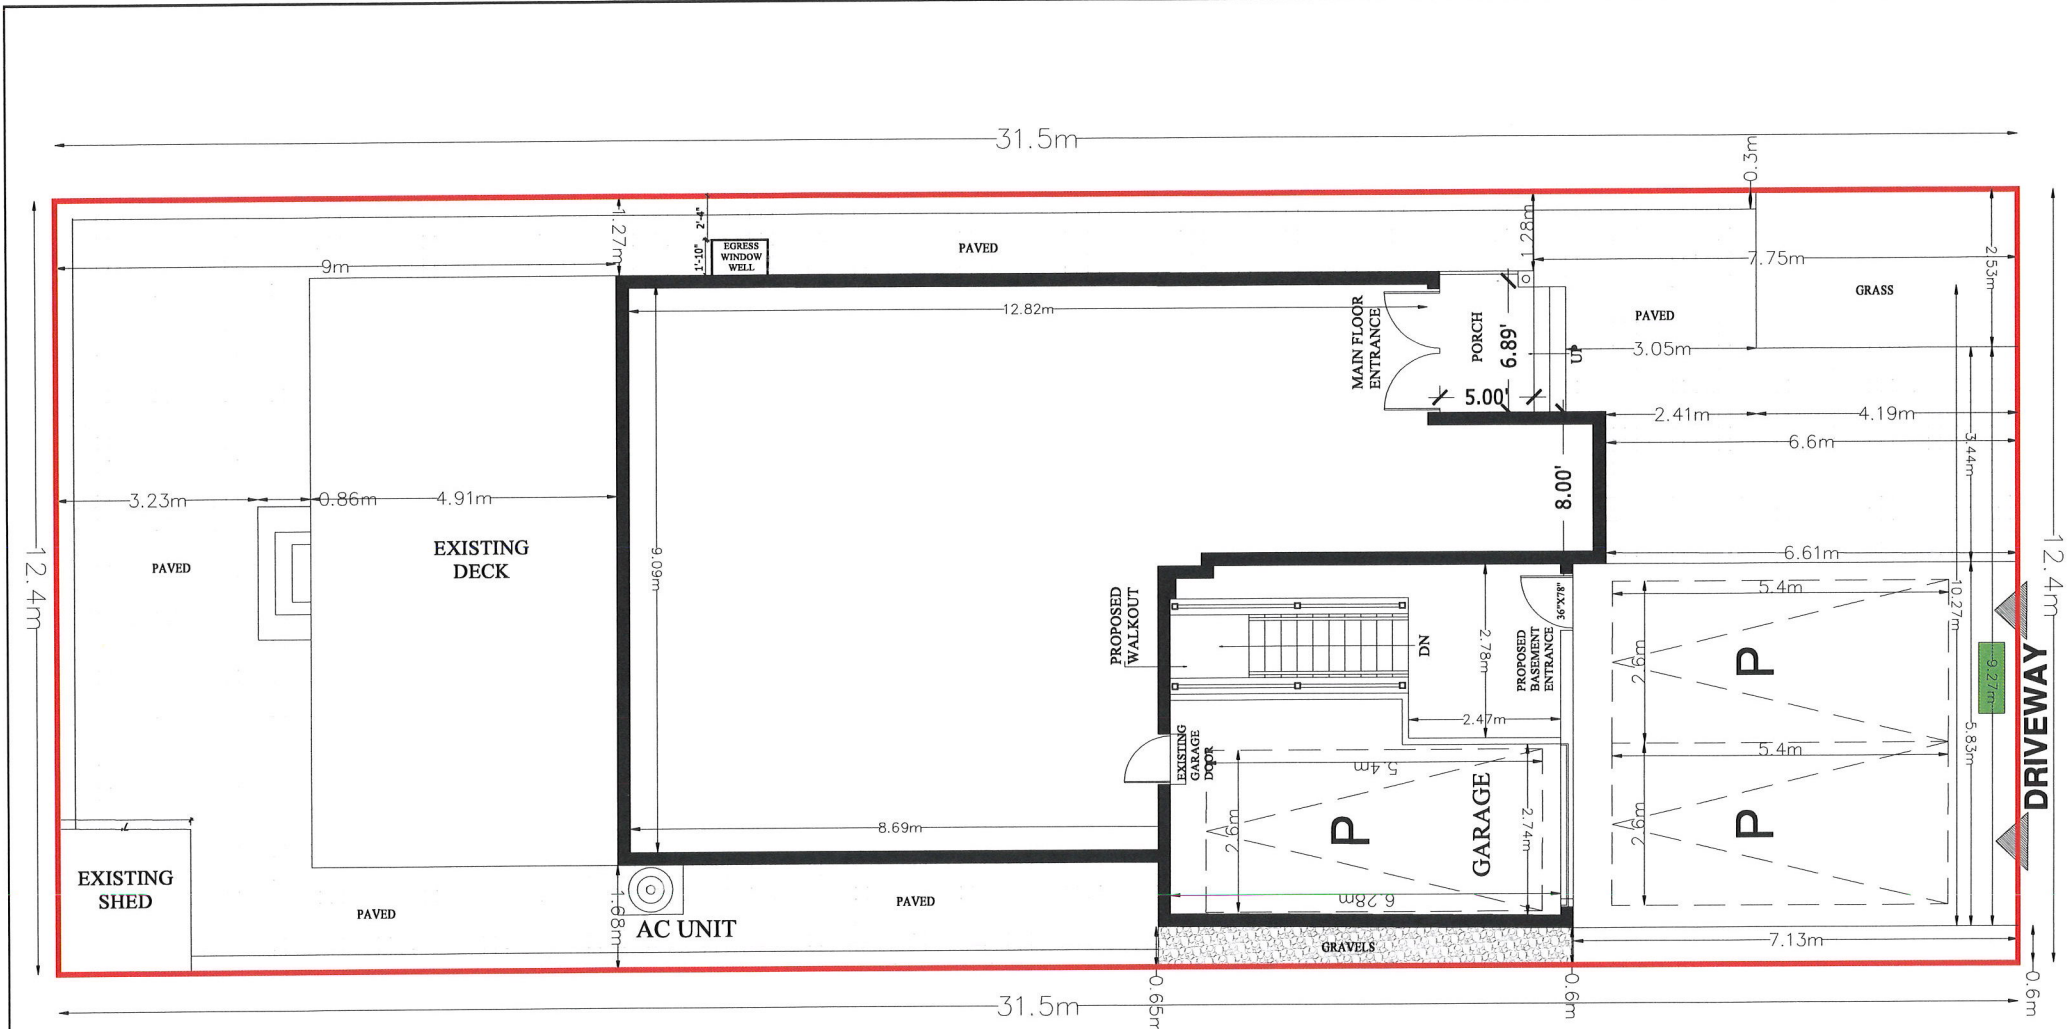 31.5m
0.3m
12.4m
1.27m
2'-4"
1'-10"
EGRESS
WINDOW
WELL
PAVED
1.28m
7.75m
2.53m
9m
GRASS
12.82m
MAIN FLOOR
ENTRANCE
PORCH
6.89'
UP
PAVED
3.05m
5.00'
2.41m
4.19m
6.6m
3.44m
3.23m
0.86m
4.91m
8.00'
EXISTING
DECK
PAVED
9.09m
6.61m
12.4m
PROPOSED
WALKOUT
DN
2.78m
36"X78"
PROPOSED
BASEMENT
ENTRANCE
5.4m
10.27m
2.6m
P
9.27m
DRIVEWAY
2.47m
EXISTING
GARAGE
DOOR
5.4m
5.4m
5.83m
8.69m
2.6m
P
GARAGE
2.74m
2.6m
P
EXISTING
SHED
PAVED
AC UNIT
1.68m
PAVED
6.28m
GRAVELS
7.13m
31.5m
0.65m
0.6m
0.6m